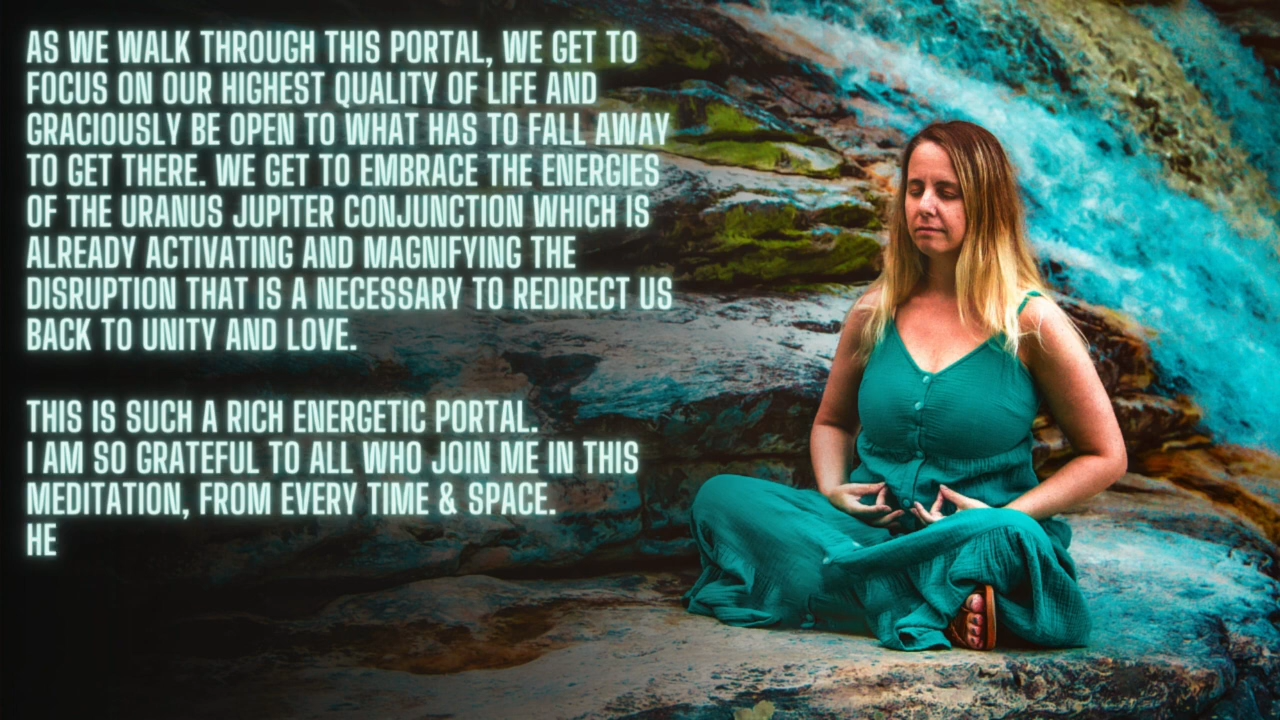 AS WE WALK THROUGH THIS PORTAL, WE GET TO
FOCUS ON OUR HIGHEST QUALITY OF LIFE AND
GRACIOUSLY BE OPEN TO WHAT HAS TO FALL AWAY
TO GET THERE. WE GET TO EMBRACE THE ENERGIES
OF THE URANUS JUPITER CONJUNCTION WHICH IS
ALREADY ACTIVATING AND MAGNIFYING THE
DISRUPTION THAT IS A NECESSARY TO REDIRECT US
BACK TO UNITY AND LOVE.
THIS IS SUCH A RICH ENERGETIC PORTAL.
I AM SO GRATEFUL TO ALL WHO JOIN ME IN THIS
MEDITATION, FROM EVERY TIME & SPACE.
HE